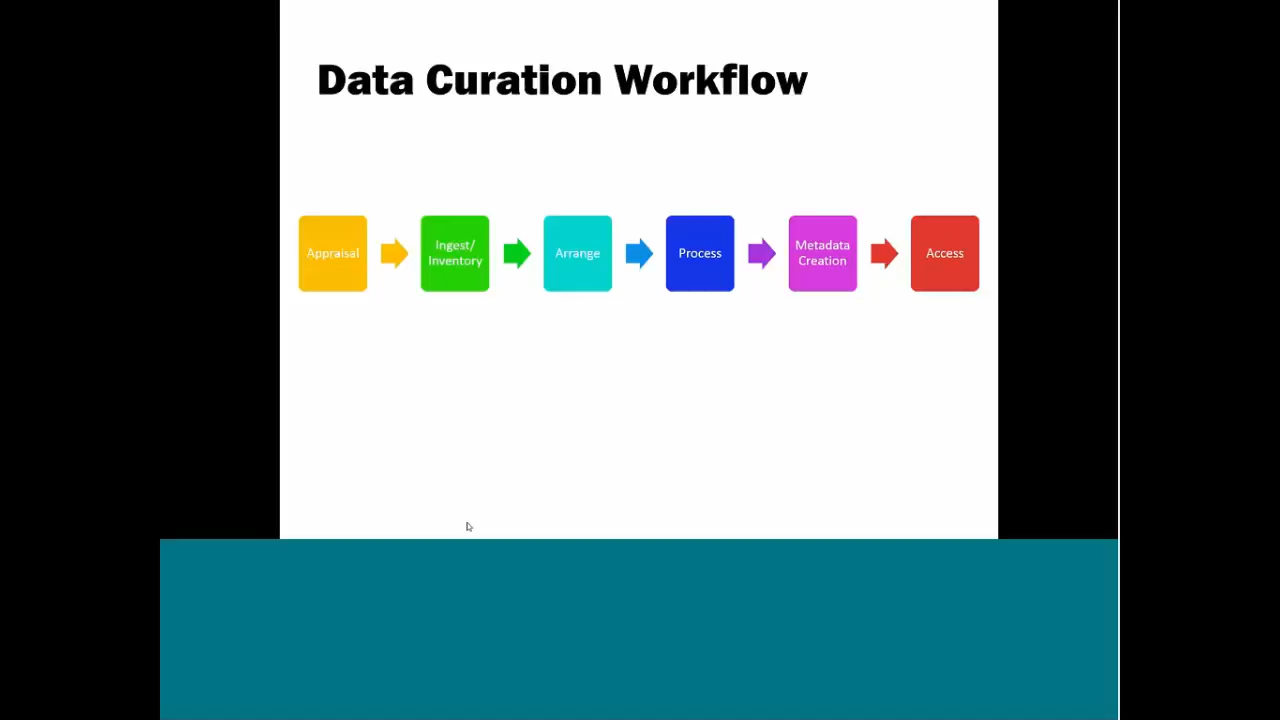 Data Curation Workflow
Appraisal
Ingest/
Inventory
Arrange
Process
Metadata
Creation
Access